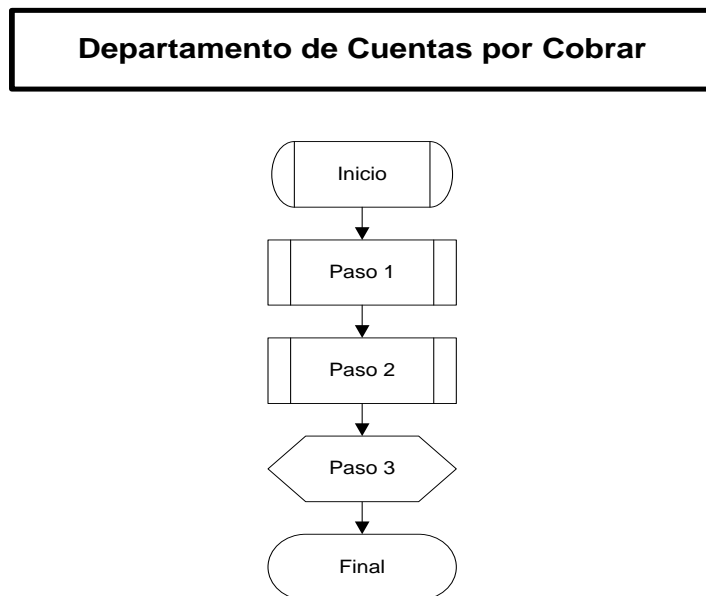 Departamento de Cuentas por Cobrar
Inicio
Paso 1
Paso 2
Paso 3
Final